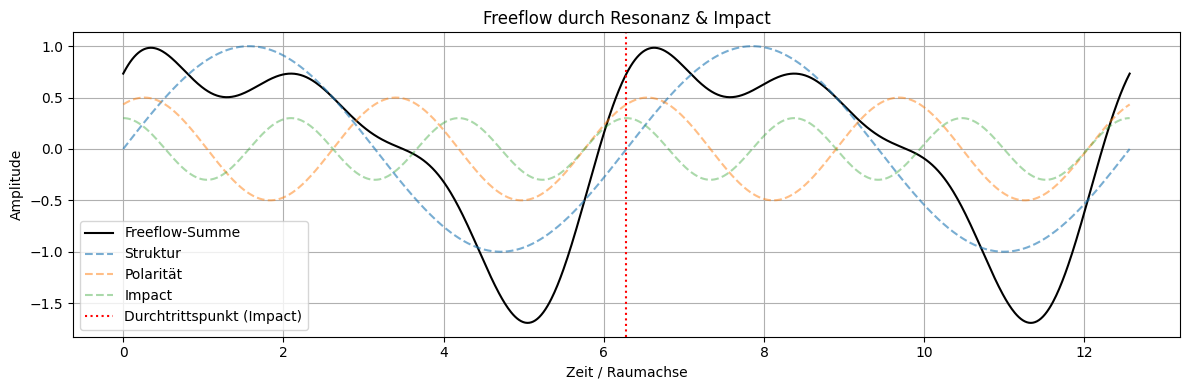 Freeflow durch Resonanz & Impact
Amplitude
1.0
0.5
0.0
−0.5
−1.0
−1.5
Freeflow-Summe
Struktur
Polarität
Impact
Durchtrittspunkt (Impact)
0 2 4 6 8 10 12
Zeit / Raumachse